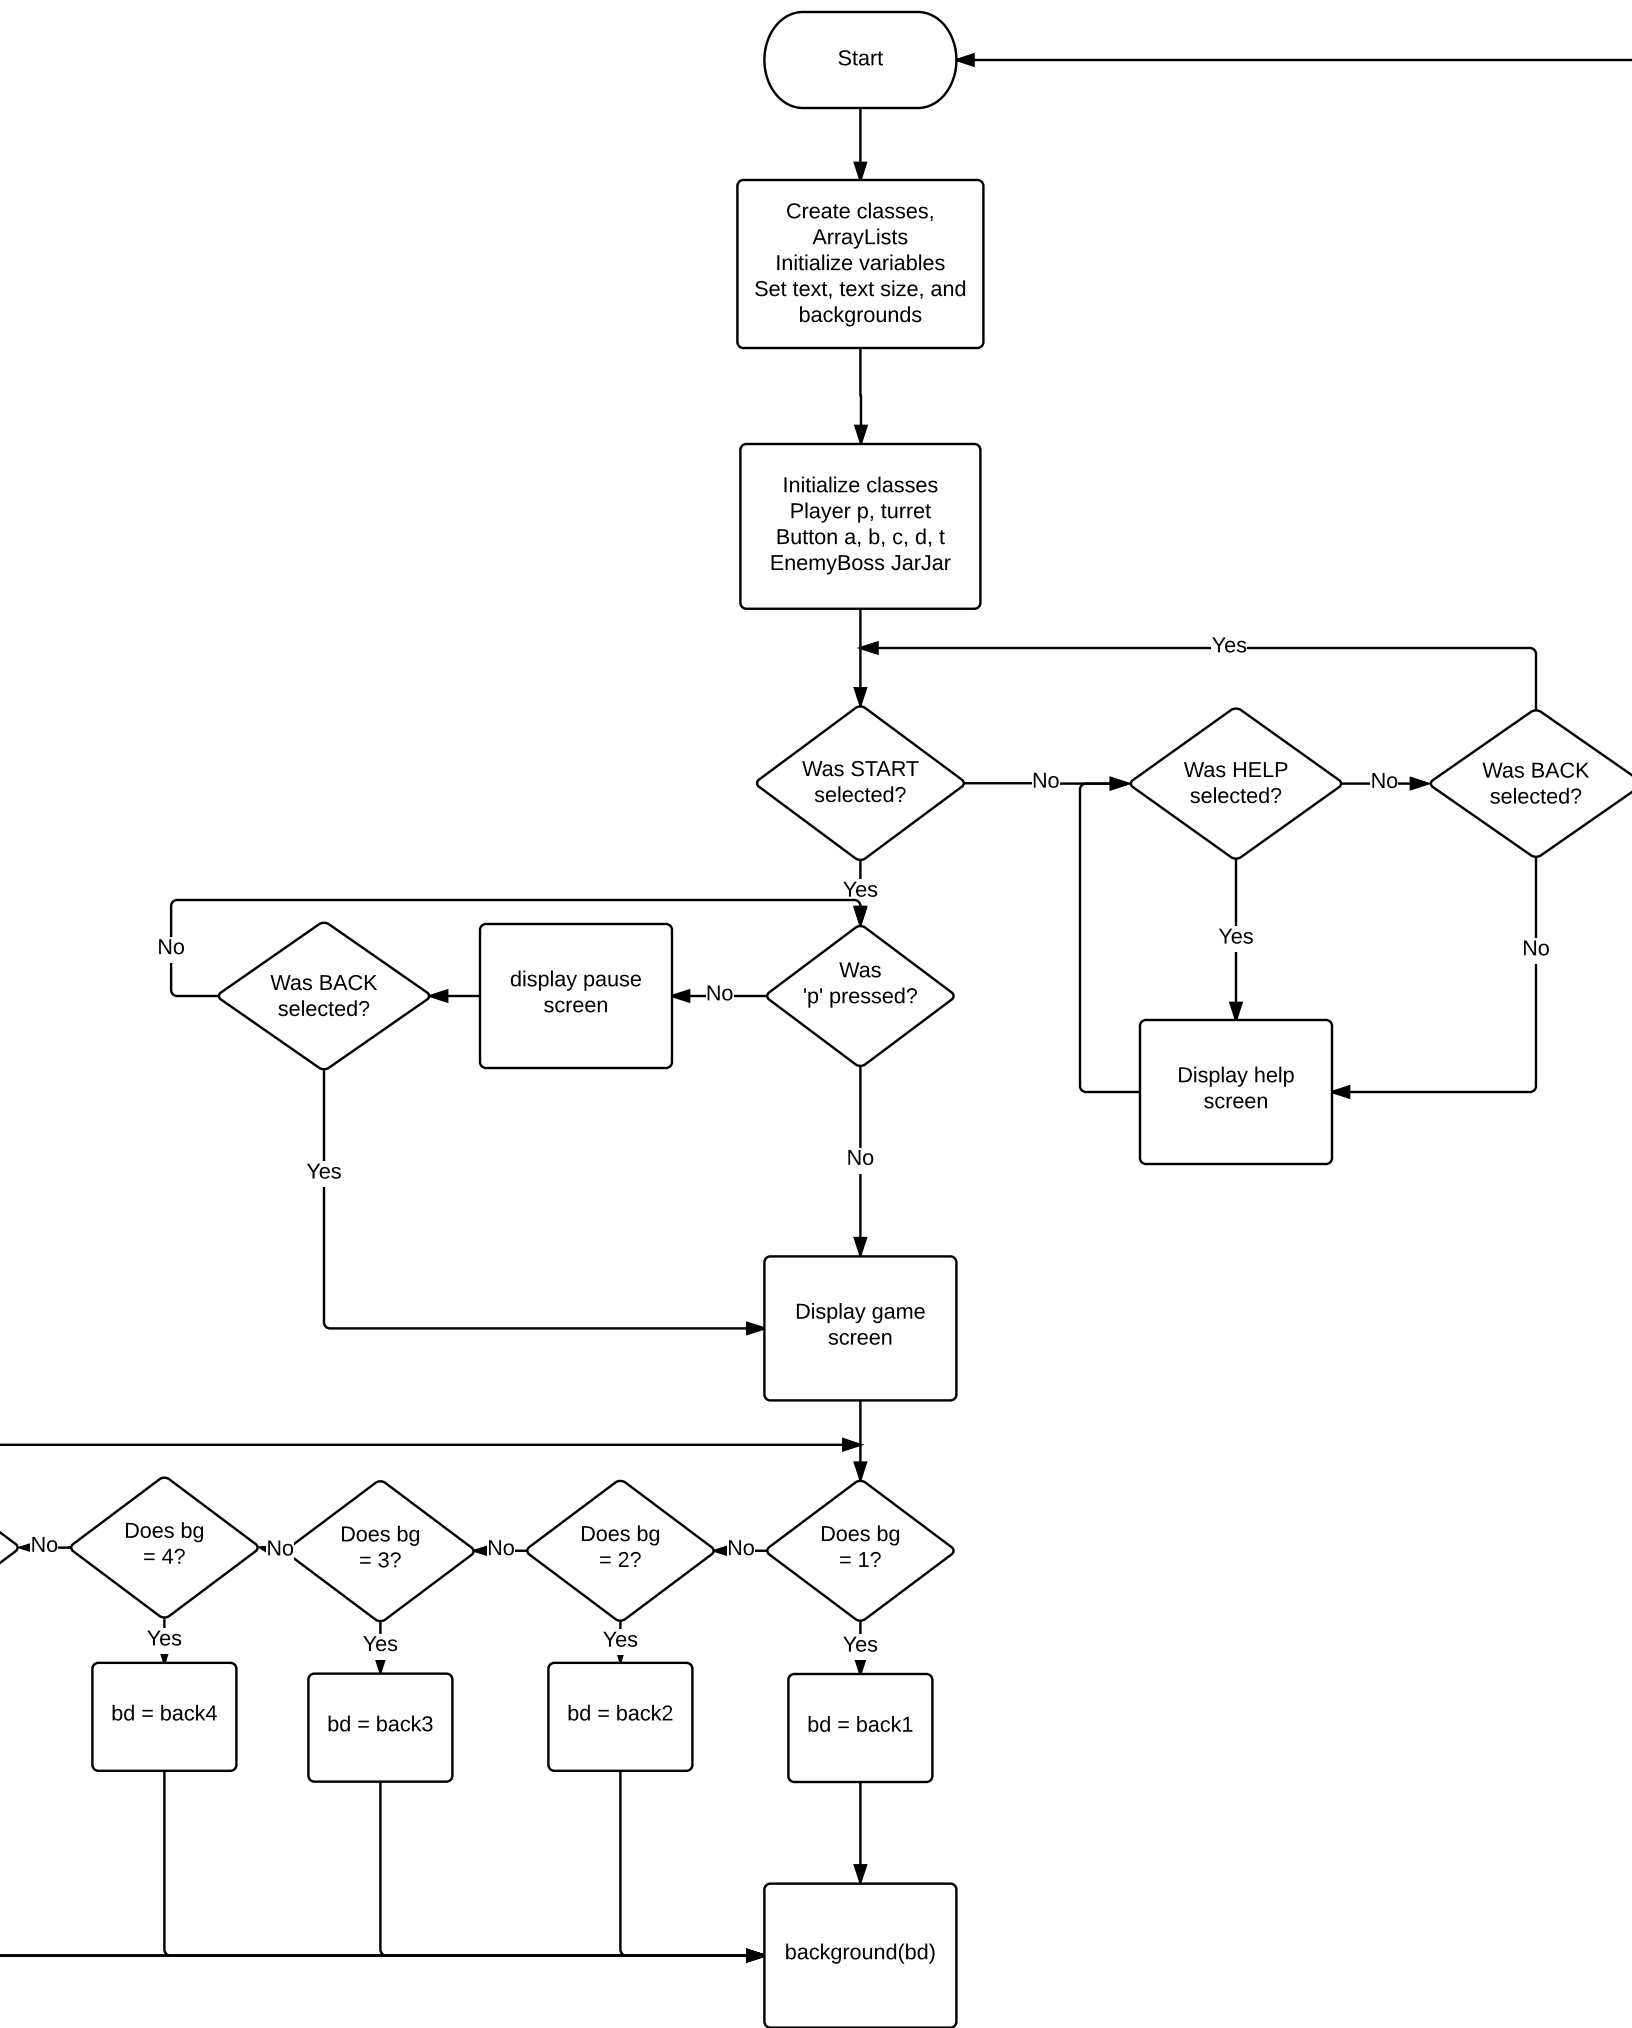 Start
Create classes,
ArrayLists
Initialize variables
Set text, text size, and
backgrounds
Initialize classes
Player p, turret
Button a, b, c, d, t
EnemyBoss JarJar
Yes
Was START
selected?
No
Was HELP
selected?
No
Was BACK
selected?
Yes
Yes
No
No
Was BACK
selected?
display pause
screen
No
Was
'p' pressed?
Display help
screen
Yes
No
Display game
screen
No
Does bg
= 4?
No
Does bg
= 3?
No
Does bg
= 2?
No
Does bg
= 1?
Yes
Yes
Yes
Yes
bd = back4
bd = back3
bd = back2
bd = back1
background(bd)